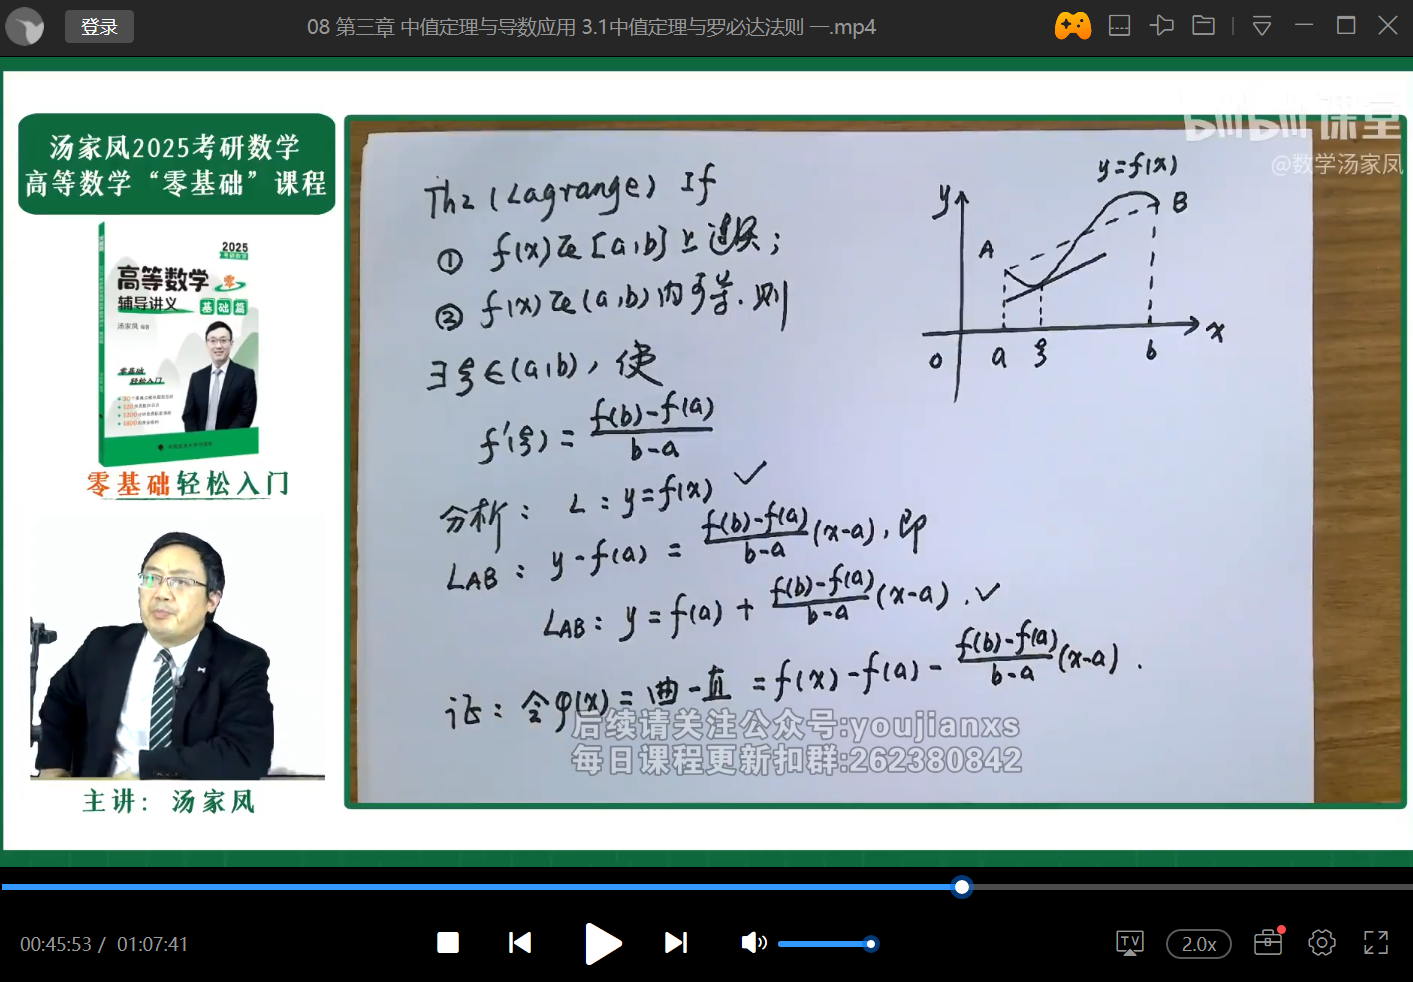 登录
08 第三章 中值定理与导数应用 3.1中值定理与罗必达法则 一.mp4
汤家凤2025考研数学
高等数学“零基础”课程
2025
高等数学 零
辅导讲义 基础篇
汤家凤 编著
零基础
轻松入门
零基础轻松入门
主讲: 汤家凤
bilibili 课堂
@数学汤家凤
Th2 (Lagrange) If
① f(x)在[a,b]上连续;
② f(x)在(a,b)内可导.则
∃ξ∈(a,b), 使
f'(ξ) = \frac{f(b)-f(a)}{b-a}
分析: L: y=f(x) ✓
L_{AB}: y-f(a) = \frac{f(b)-f(a)}{b-a}(x-a), 即
L_{AB}: y=f(a)+\frac{f(b)-f(a)}{b-a}(x-a). ✓
证: 令φ(x)=曲-直=f(x)-f(a)-\frac{f(b)-f(a)}{b-a}(x-a).
y
y=f(x)
A
B
O
a
ξ
b
x
后续请关注公众号:youjianxs
每日课程更新扣群:262380842
00:45:53 / 01:07:41
TV
2.0x